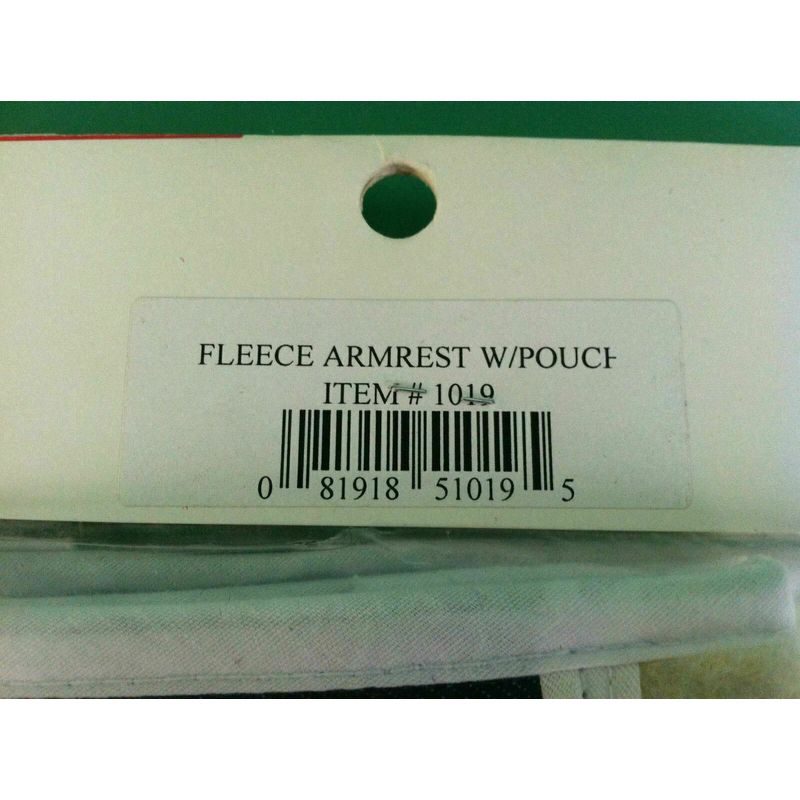 FLEECE ARMREST W/POUCH
ITEM # 1019
0 81918 51019 5